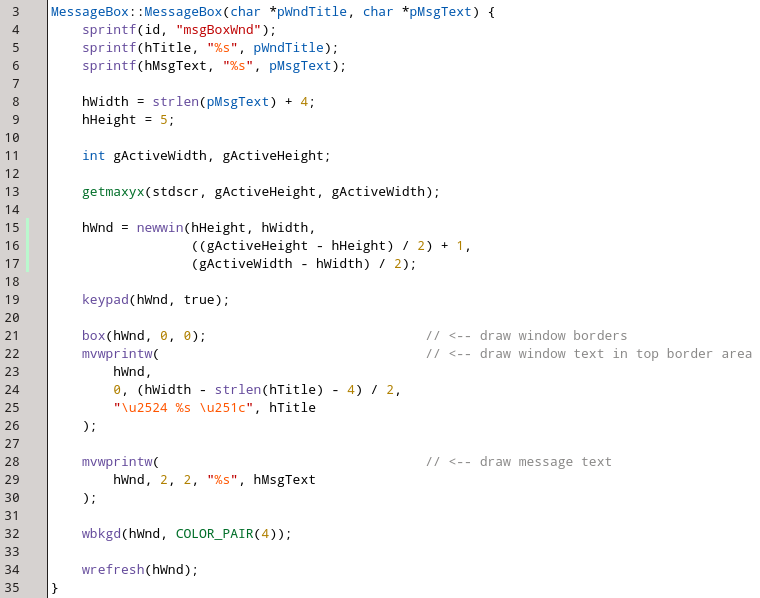 3 MessageBox::MessageBox(char *pWndTitle, char *pMsgText) {
4     sprintf(id, "msgBoxWnd");
5     sprintf(hTitle, "%s", pWndTitle);
6     sprintf(hMsgText, "%s", pMsgText);
7
8     hWidth = strlen(pMsgText) + 4;
9     hHeight = 5;
10
11     int gActiveWidth, gActiveHeight;
12
13     getmaxyx(stdscr, gActiveHeight, gActiveWidth);
14
15     hWnd = newwin(hHeight, hWidth,
16                   ((gActiveHeight - hHeight) / 2) + 1,
17                   (gActiveWidth - hWidth) / 2);
18
19     keypad(hWnd, true);
20
21     box(hWnd, 0, 0);                            // <-- draw window borders
22     mvwprintw(                                  // <-- draw window text in top border area
23         hWnd,
24         0, (hWidth - strlen(hTitle) - 4) / 2,
25         "\u2524 %s \u251c", hTitle
26     );
27
28     mvwprintw(                                  // <-- draw message text
29         hWnd, 2, 2, "%s", hMsgText
30     );
31
32     wbkgd(hWnd, COLOR_PAIR(4));
33
34     wrefresh(hWnd);
35 }